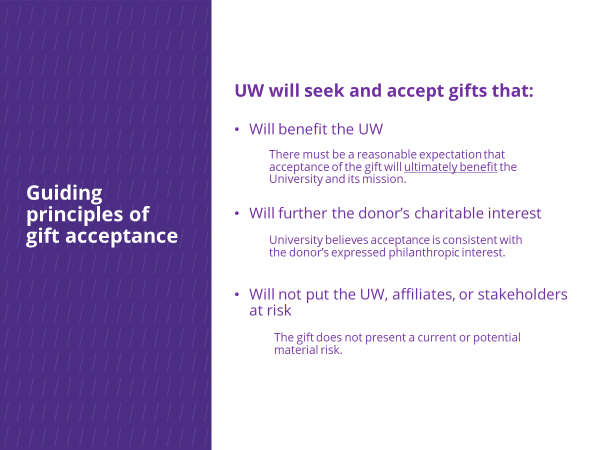 Guiding
principles of
gift acceptance
UW will seek and accept gifts that:
• Will benefit the UW
There must be a reasonable expectation that
acceptance of the gift will ultimately benefit the
University and its mission.
• Will further the donor’s charitable interest
University believes acceptance is consistent with
the donor’s expressed philanthropic interest.
• Will not put the UW, affiliates, or stakeholders
at risk
The gift does not present a current or potential
material risk.